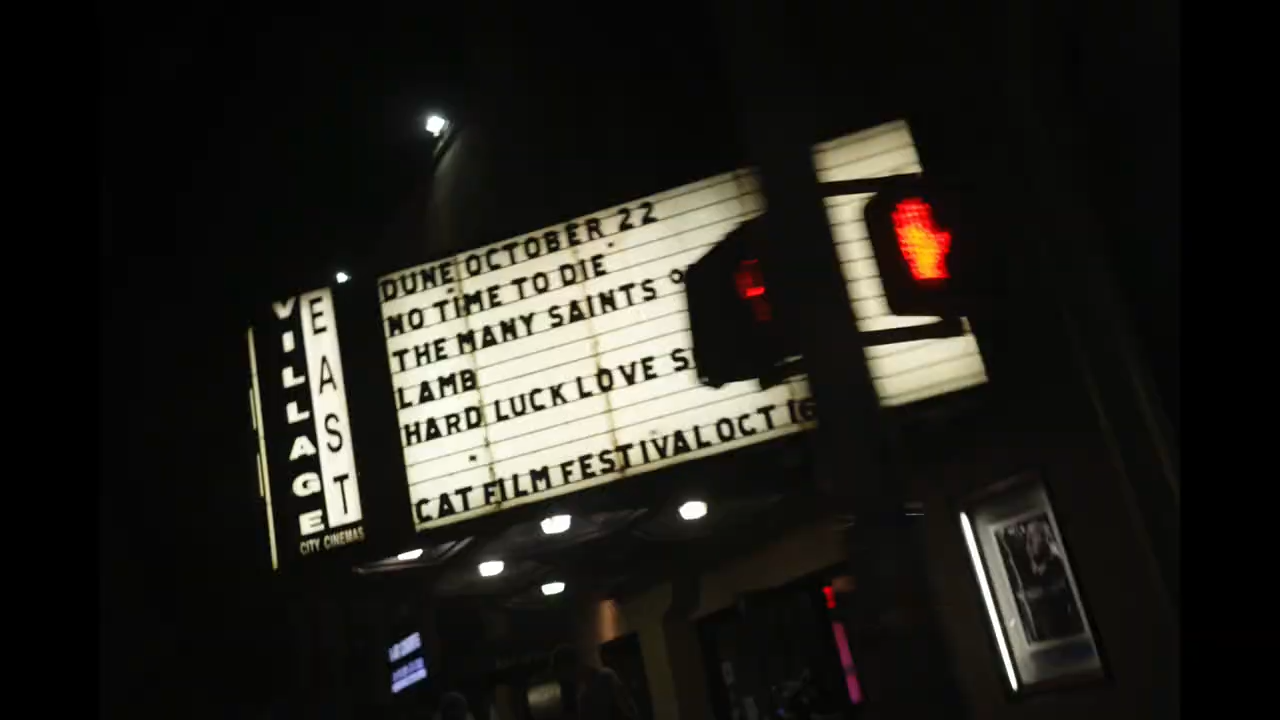 VILLAGE
EAST
CITY CINEMAS
DUNE OCTOBER 22
NO TIME TO DIE
THE MANY SAINTS
LAMB
HARD LUCK LOVE
CAT FILM FESTIVAL OCT 16